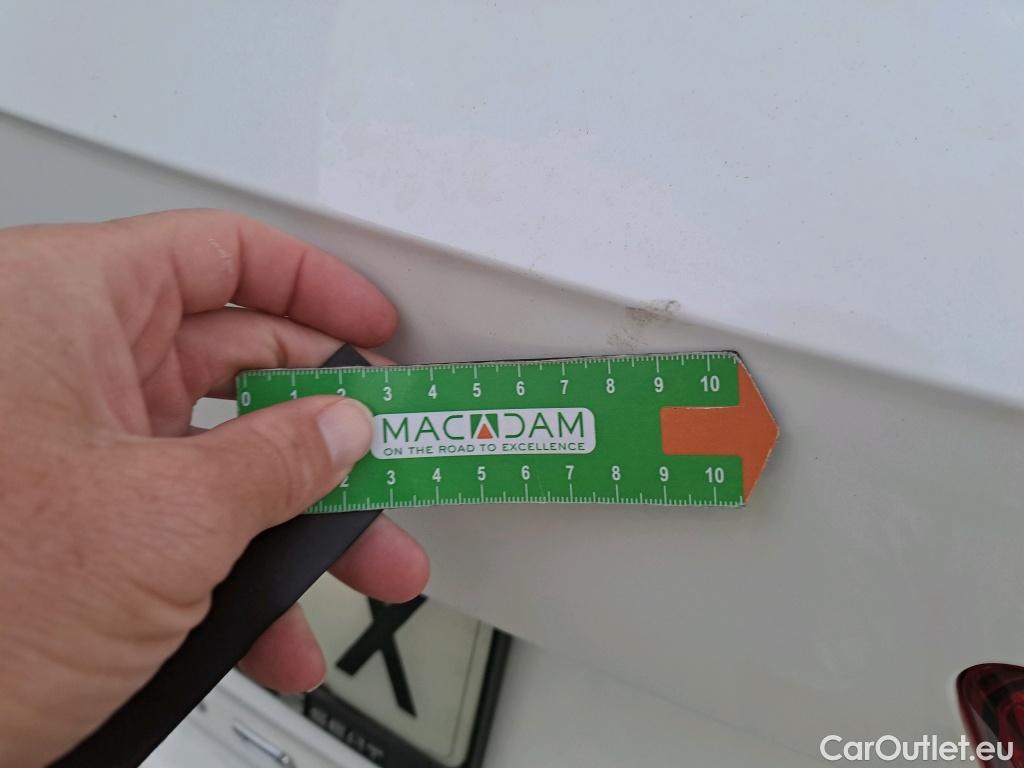 0 1 2 3 4 5 6 7 8 9 10
MACADAM
ON THE ROAD TO EXCELLENCE
2 3 4 5 6 7 8 9 10
X
SEAT
CarOutlet.eu